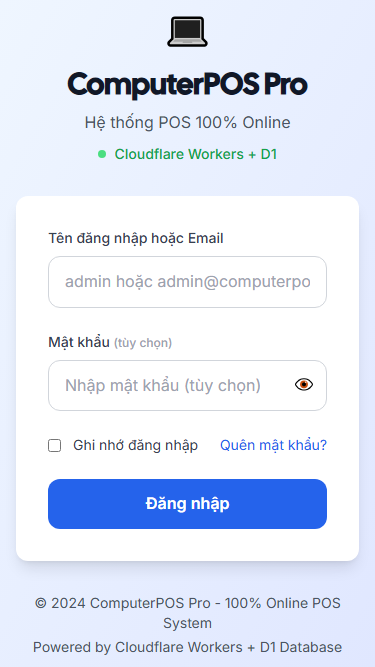 ComputerPOS Pro
Hệ thống POS 100% Online
Cloudflare Workers + D1
Tên đăng nhập hoặc Email
admin hoặc admin@computerpo
Mật khẩu (tùy chọn)
Nhập mật khẩu (tùy chọn)
Ghi nhớ đăng nhập
Quên mật khẩu?
Đăng nhập
© 2024 ComputerPOS Pro - 100% Online POS
System
Powered by Cloudflare Workers + D1 Database